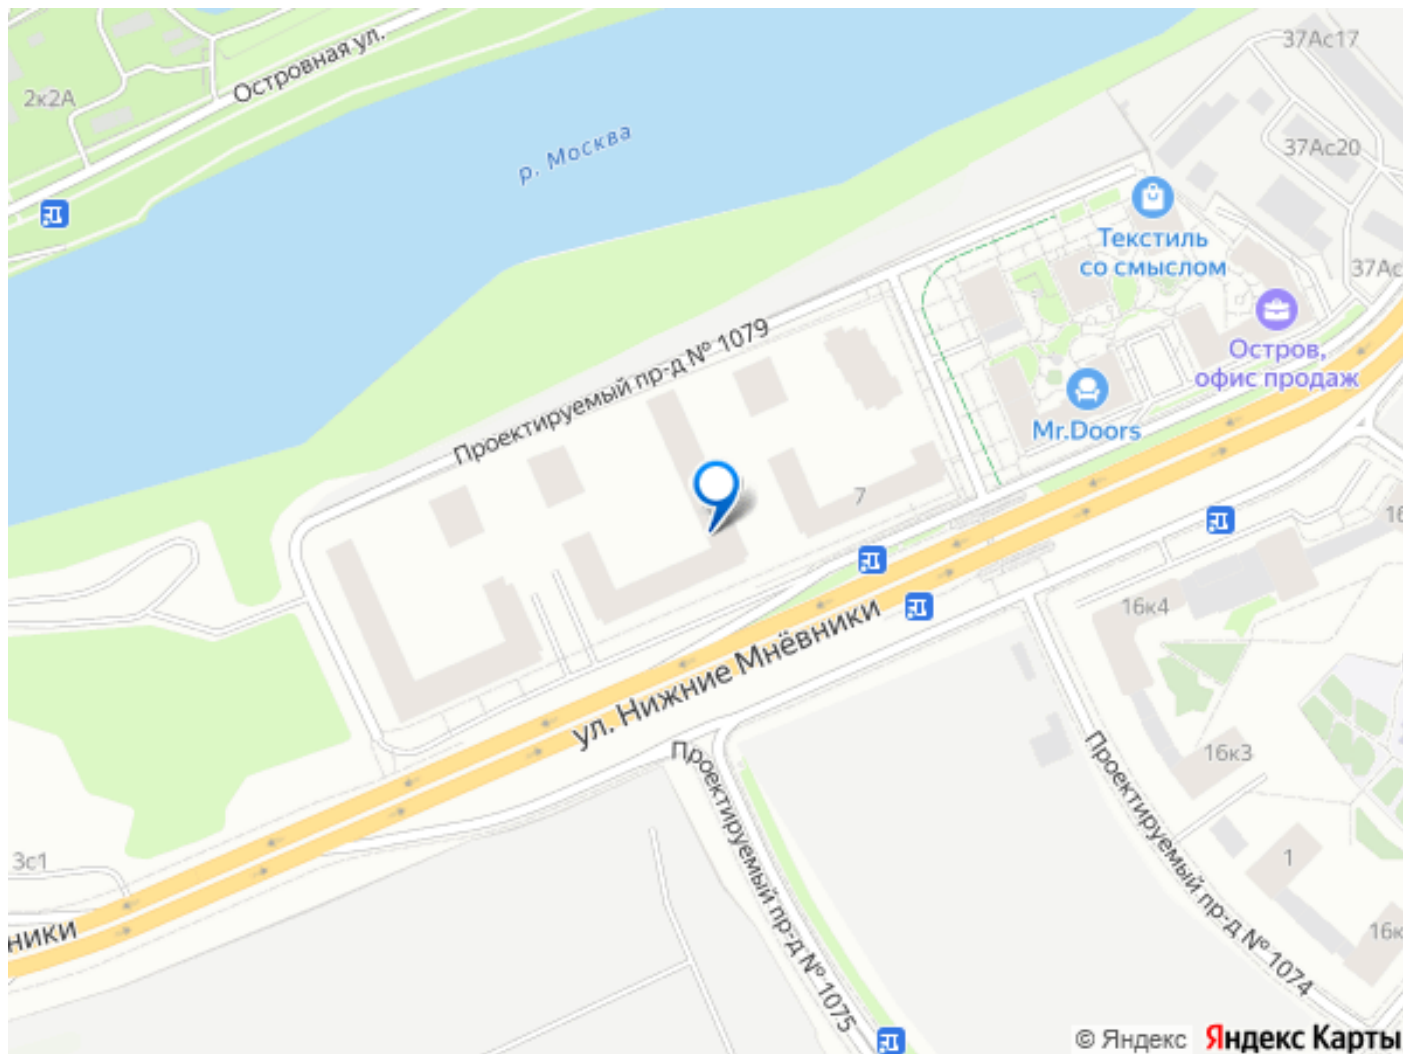 37Ас17
Островная ул.
2к2А
р. Москва
37Ас20
Текстиль
со смыслом
37Ас
Проектируемый пр-д № 1079
Остров,
офис продаж
Mr.Doors
7
16
16к4
ул. Нижние Мнёвники
16к3
Проектируемый пр-д № 1075
Проектируемый пр-д № 1074
3с1
1
ники
16к
© Яндекс Яндекс Карты